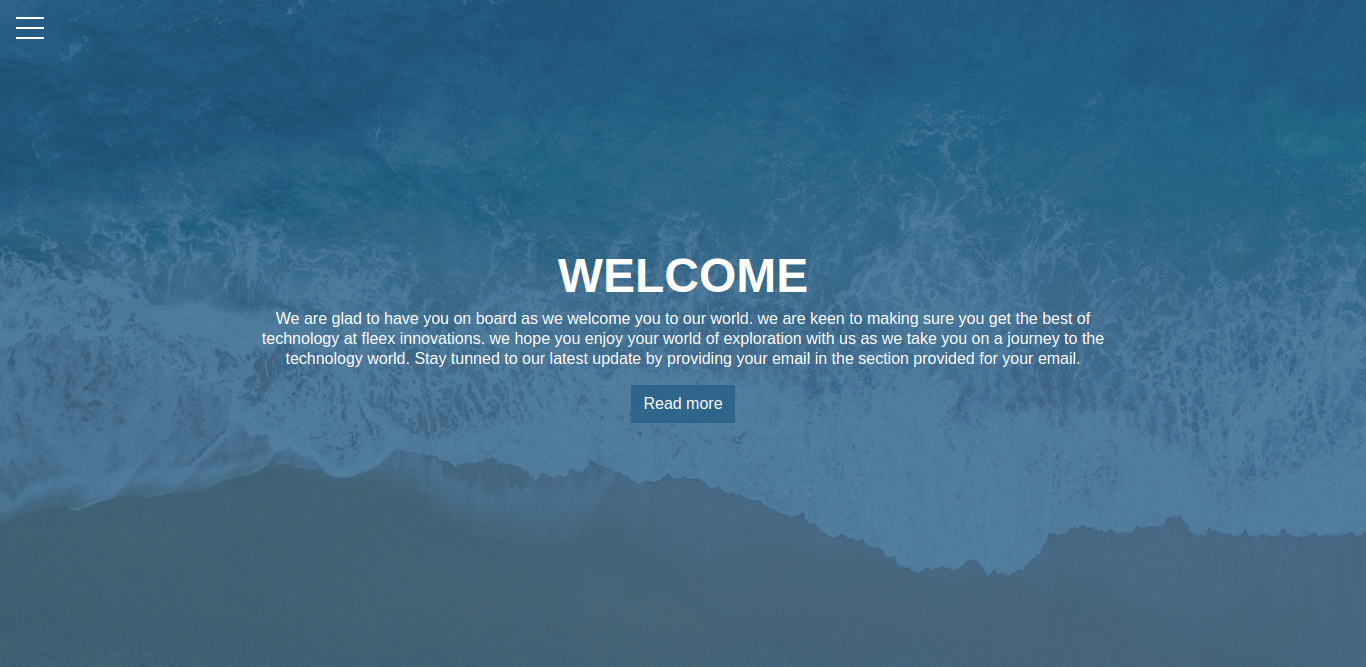 WELCOME
We are glad to have you on board as we welcome you to our world. we are keen to making sure you get the best of
technology at fleex innovations. we hope you enjoy your world of exploration with us as we take you on a journey to the
technology world. Stay tunned to our latest update by providing your email in the section provided for your email.
Read more